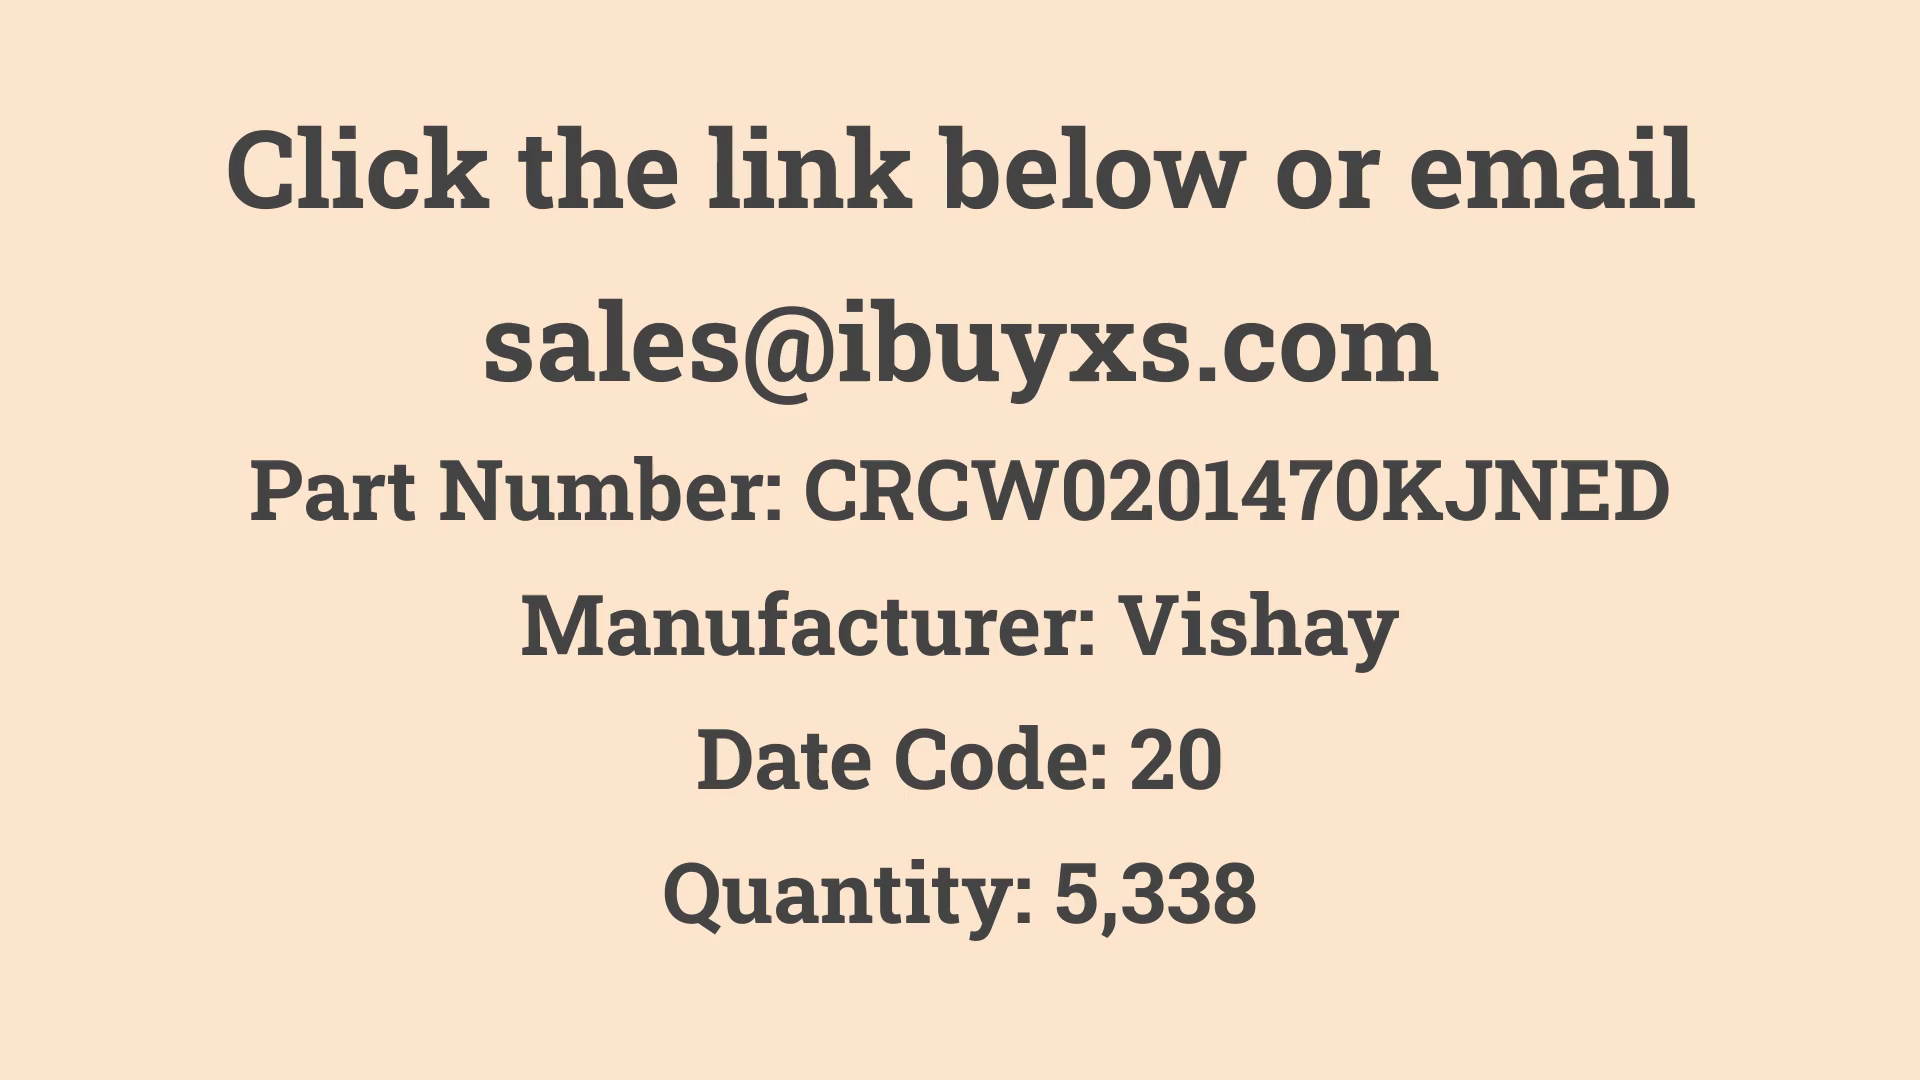 Click the link below or email
sales@ibuyxs.com
Part Number: CRCW0201470KJNED
Manufacturer: Vishay
Date Code: 20
Quantity: 5,338